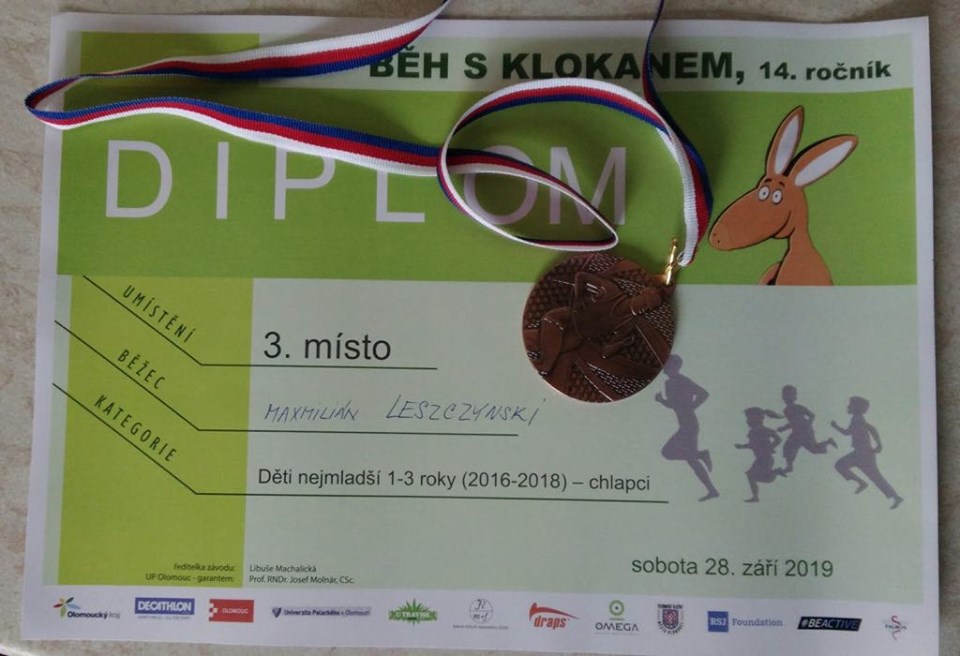 BĚH S KLOKANEM, 14. ročník
DIPLOM
UMÍSTĚNÍ
3. místo
BĚŽEC
MAXMILIÁN LESZCZYNSKI
KATEGORIE
Děti nejmladší 1-3 roky (2016-2018) – chlapci
ředitelka závodu: Libuše Machalická
UP Olomouc - garantem: Prof. RNDr. Josef Molnár, CSc.
sobota 28. září 2019
Olomoucký kraj
DECATHLON
OLOMOUC
Univerzita Palackého v Olomouci
draps
OMEGA
RSJ Foundation
#BEACTIVE